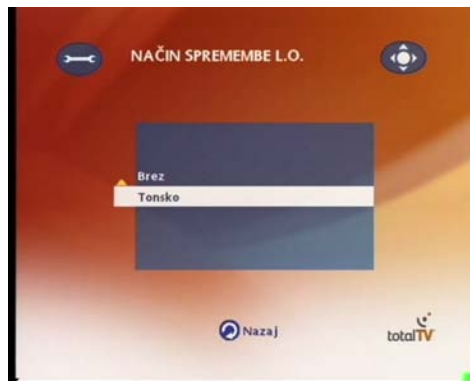 NAČIN SPREMEMBE L.O.
Brez
Tonsko
Nazaj
totalTV